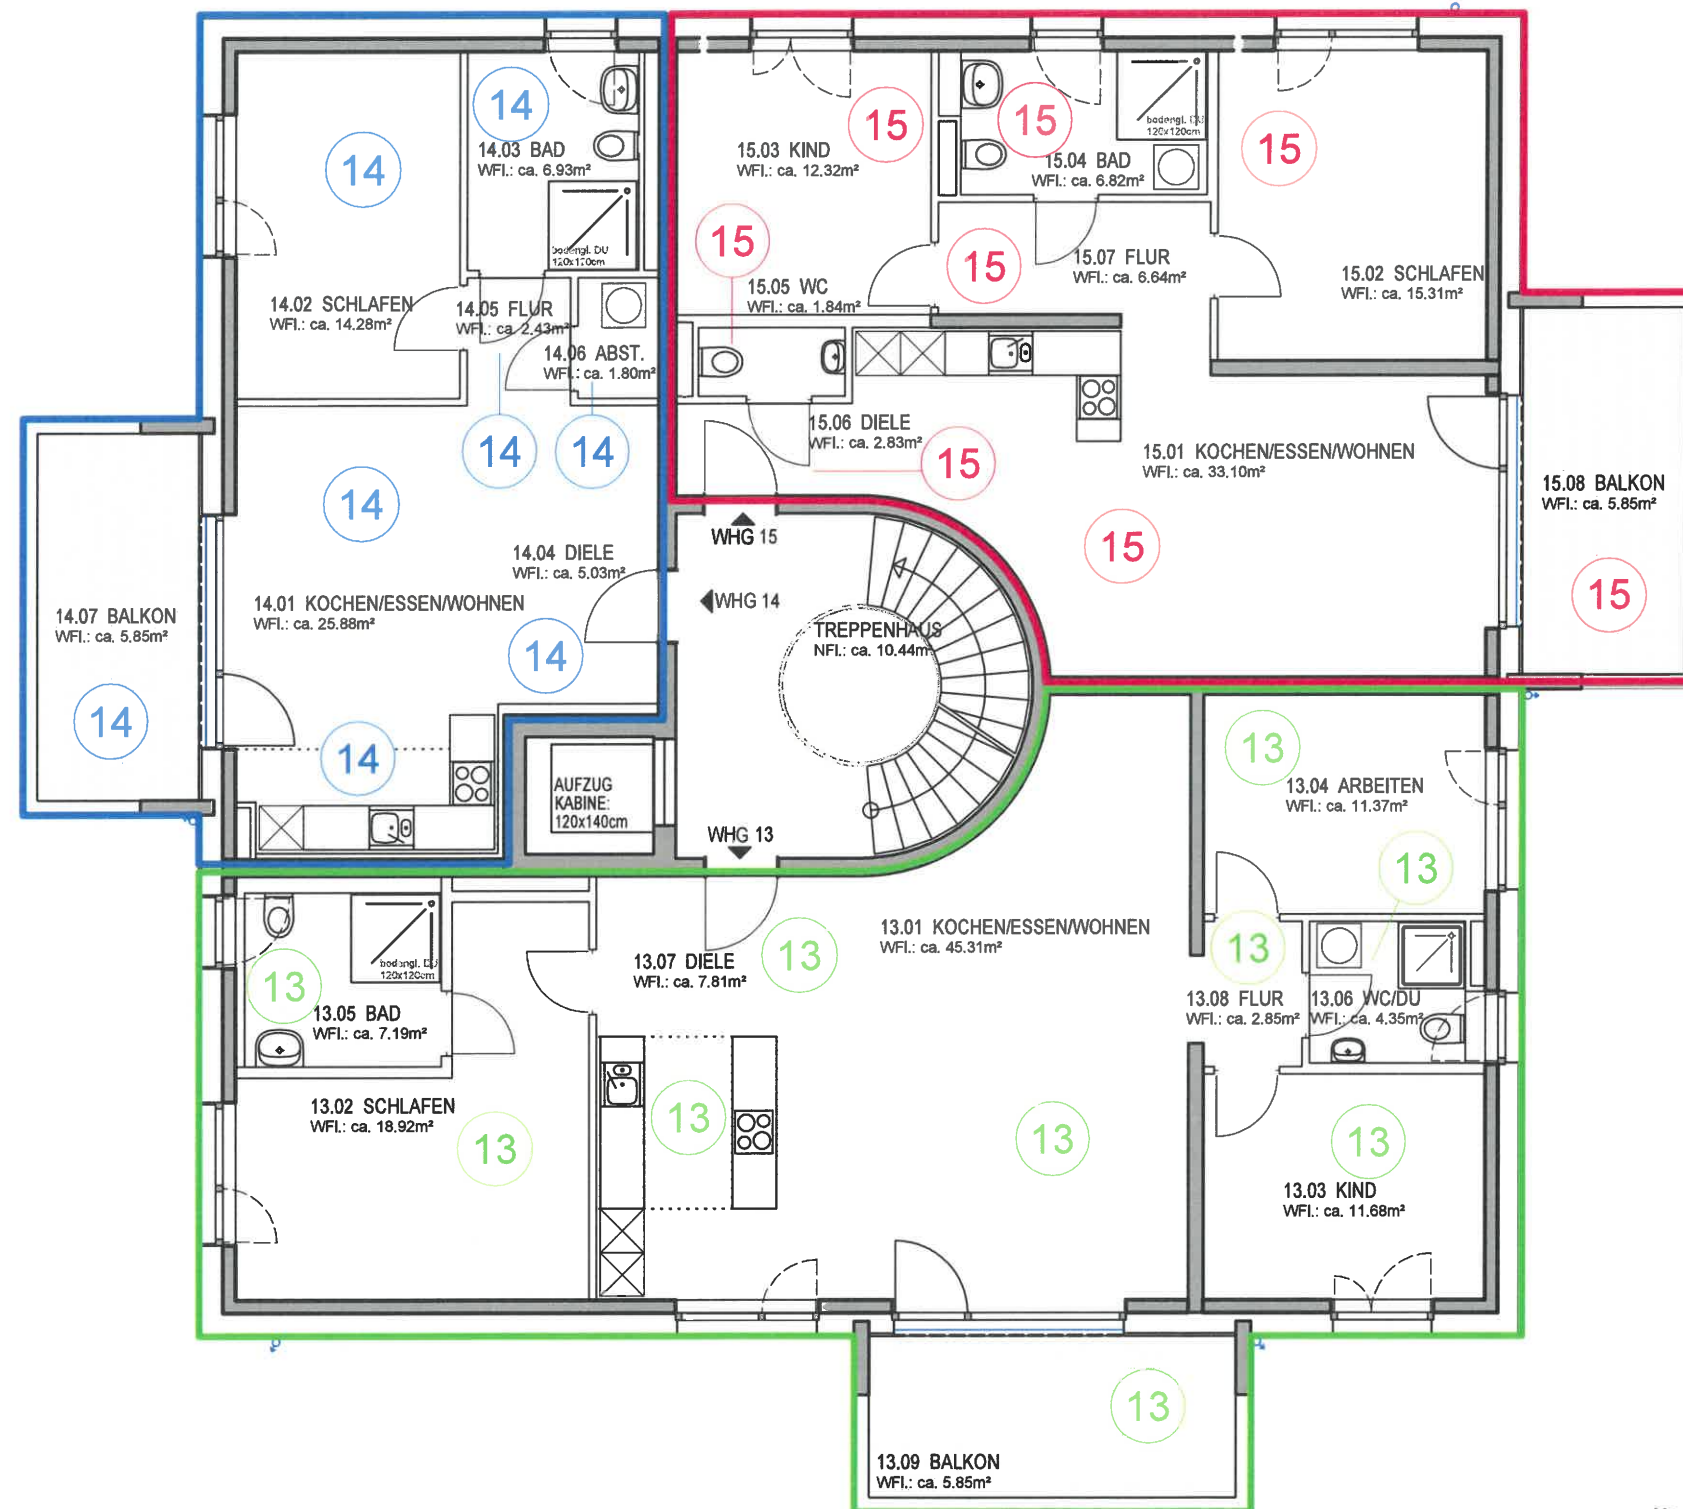 14
14.03 BAD
WFl.: ca. 6.93m²
14
bodengl. DU
14.02 SCHLAFEN
WFl.: ca. 14.28m²
14.05 FLUR
WFl.: ca. 2.43m²
14.06 ABST.
WFl.: ca. 1.80m²
14
14
14
14.04 DIELE
WFl.: ca. 5.03m²
14.01 KOCHEN/ESSEN/WOHNEN
WFl.: ca. 25.88m²
14
14.07 BALKON
WFl.: ca. 5.85m²
14
14
15
15.03 KIND
WFl.: ca. 12.32m²
15
15.04 BAD
WFl.: ca. 6.82m²
bodengl. DU
120x120cm
15
15
15.05 WC
WFl.: ca. 1.84m²
15
15.07 FLUR
WFl.: ca. 6.64m²
15.02 SCHLAFEN
WFl.: ca. 15.31m²
15.06 DIELE
WFl.: ca. 2.83m²
15
15.01 KOCHEN/ESSEN/WOHNEN
WFl.: ca. 33.10m²
15
15.08 BALKON
WFl.: ca. 5.85m²
15
WHG 15
WHG 14
TREPPENHAUS
NFl.: ca. 10.44m²
AUFZUG
KABINE:
120x140cm
WHG 13
13
13.04 ARBEITEN
WFl.: ca. 11.37m²
13
13.01 KOCHEN/ESSEN/WOHNEN
WFl.: ca. 45.31m²
13
13.07 DIELE
WFl.: ca. 7.81m²
13
bodengl. DU
120x120cm
13
13.05 BAD
WFl.: ca. 7.19m²
13.08 FLUR
WFl.: ca. 2.85m²
13.06 WC/DU
WFl.: ca. 4.35m²
13.02 SCHLAFEN
WFl.: ca. 18.92m²
13
13
13
13
13.03 KIND
WFl.: ca. 11.68m²
13
13.09 BALKON
WFl.: ca. 5.85m²